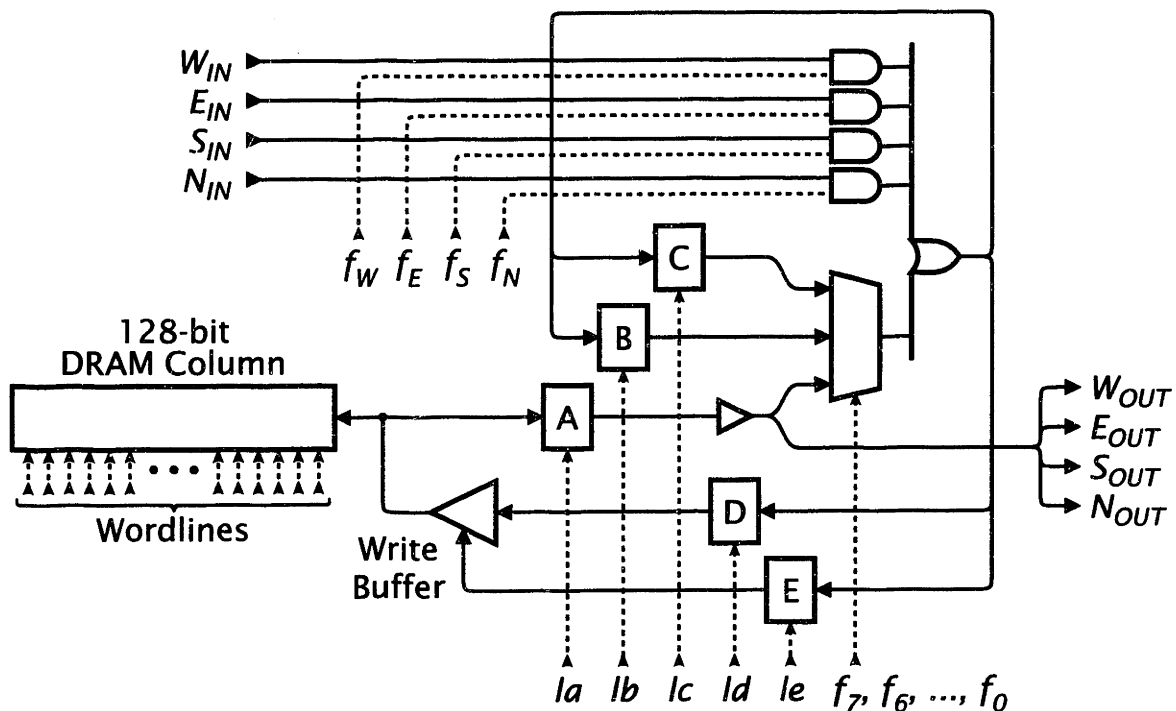 W_IN
E_IN
S_IN
N_IN
f_W f_E f_S f_N
C
128-bit
DRAM Column
B
A
W_OUT
E_OUT
S_OUT
N_OUT
Wordlines
D
Write
Buffer
E
la lb lc ld le f_7, f_6, ..., f_0